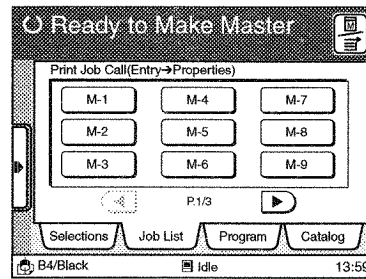 Ready to Make Master
Print Job Call(Entry→Properties)
M-1 M-4 M-7
M-2 M-5 M-8
M-3 M-6 M-9
P.1/3
Selections Job List Program Catalog
B4/Black Idle 13:59